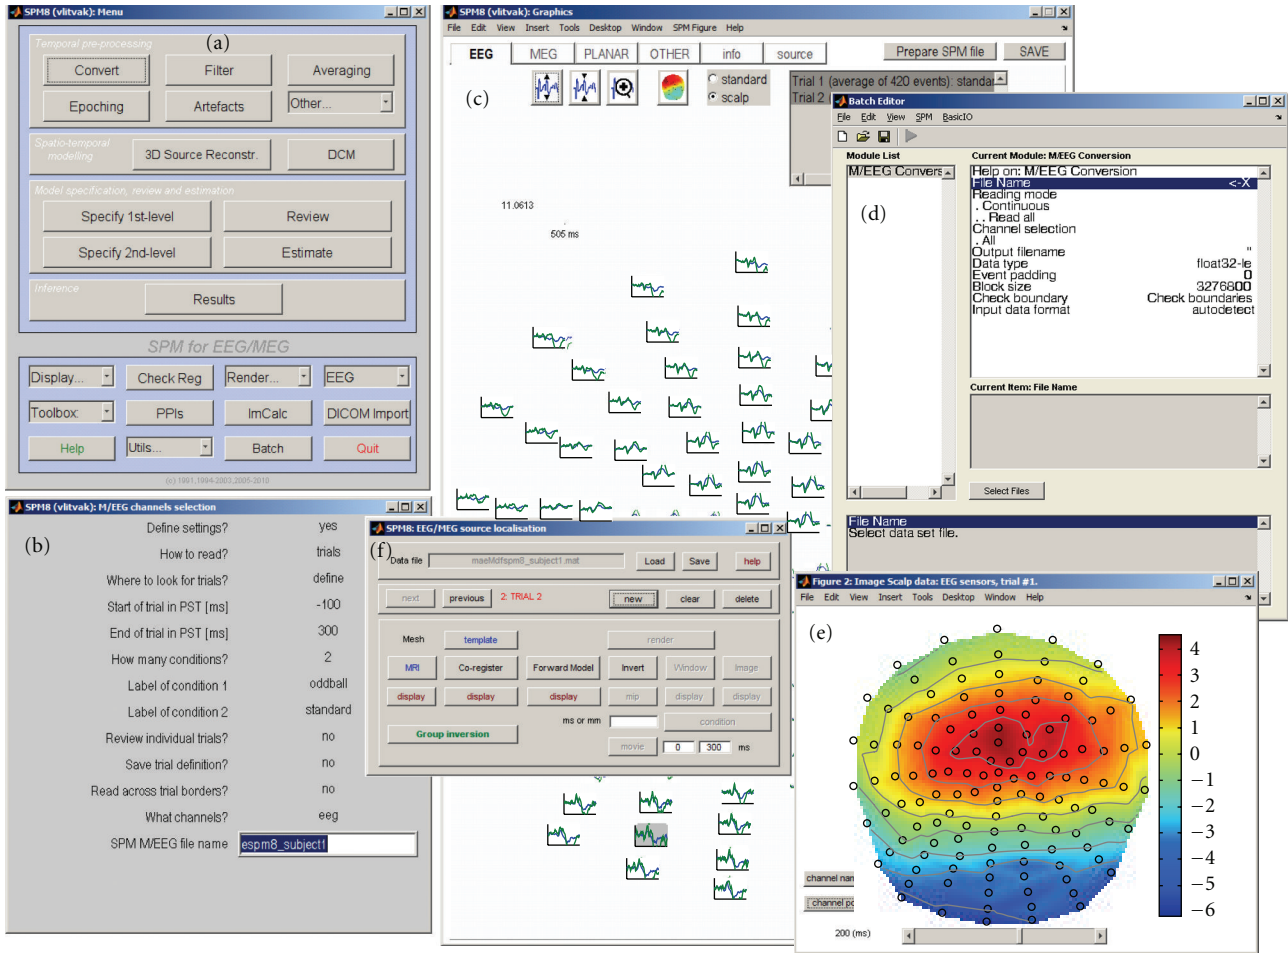 SPM8 (vlitvak): Menu
(a)
Temporal pre-processing
Convert Filter Averaging
Epoching Artefacts Other...
Spatio-temporal modelling
3D Source Reconstr. DCM
Model specification, review and estimation
Specify 1st-level Review
Specify 2nd-level Estimate
Inference
Results
SPM for EEG/MEG
Display... Check Reg Render... EEG
Toolbox: PPIs ImCalc DICOM Import
Help Utils... Batch Quit
(c) 1991,1994-2003,2005-2010
SPM8 (vlitvak): M/EEG channels selection
(b)
Define settings? yes
How to read? trials
Where to look for trials? define
Start of trial in PST [ms] -100
End of trial in PST [ms] 300
How many conditions? 2
Label of condition 1 oddball
Label of condition 2 standard
Review individual trials? no
Save trial definition? no
Read across trial borders? no
What channels? eeg
SPM M/EEG file name espm8_subject1
SPM8 (vlitvak): Graphics
File Edit View Insert Tools Desktop Window SPM Figure Help
EEG MEG PLANAR OTHER info source Prepare SPM file SAVE
(c)
standard
scalp
Trial 1 (average of 420 events): standar
Trial 2
11.0613
505 ms
Batch Editor
File Edit View SPM BasicIO
Module List
M/EEG Convers
(d)
Current Module: M/EEG Conversion
Help on: M/EEG Conversion
File Name <-X
Reading mode
. Continuous
. . Read all
Channel selection
. All
Output filename ''
Data type float32-le
Event padding 0
Block size 3276800
Check boundary Check boundaries
Input data format autodetect
Current Item: File Name
Select Files
File Name
Select data set file.
SPM8: EEG/MEG source localisation
(f)
Data file maeMdfspm8_subject1.mat Load Save help
next previous 2: TRIAL 2 new clear delete
Mesh template render
MRI Co-register Forward Model Invert Window Image
display display display mip display display
ms or mm condition
Group inversion
movie 0 300 ms
Figure 2: Image Scalp data: EEG sensors, trial #1.
File Edit View Insert Tools Desktop Window Help
(e)
4
3
2
1
0
−1
−2
−3
−4
−5
−6
channel nam
channel po
200 (ms)